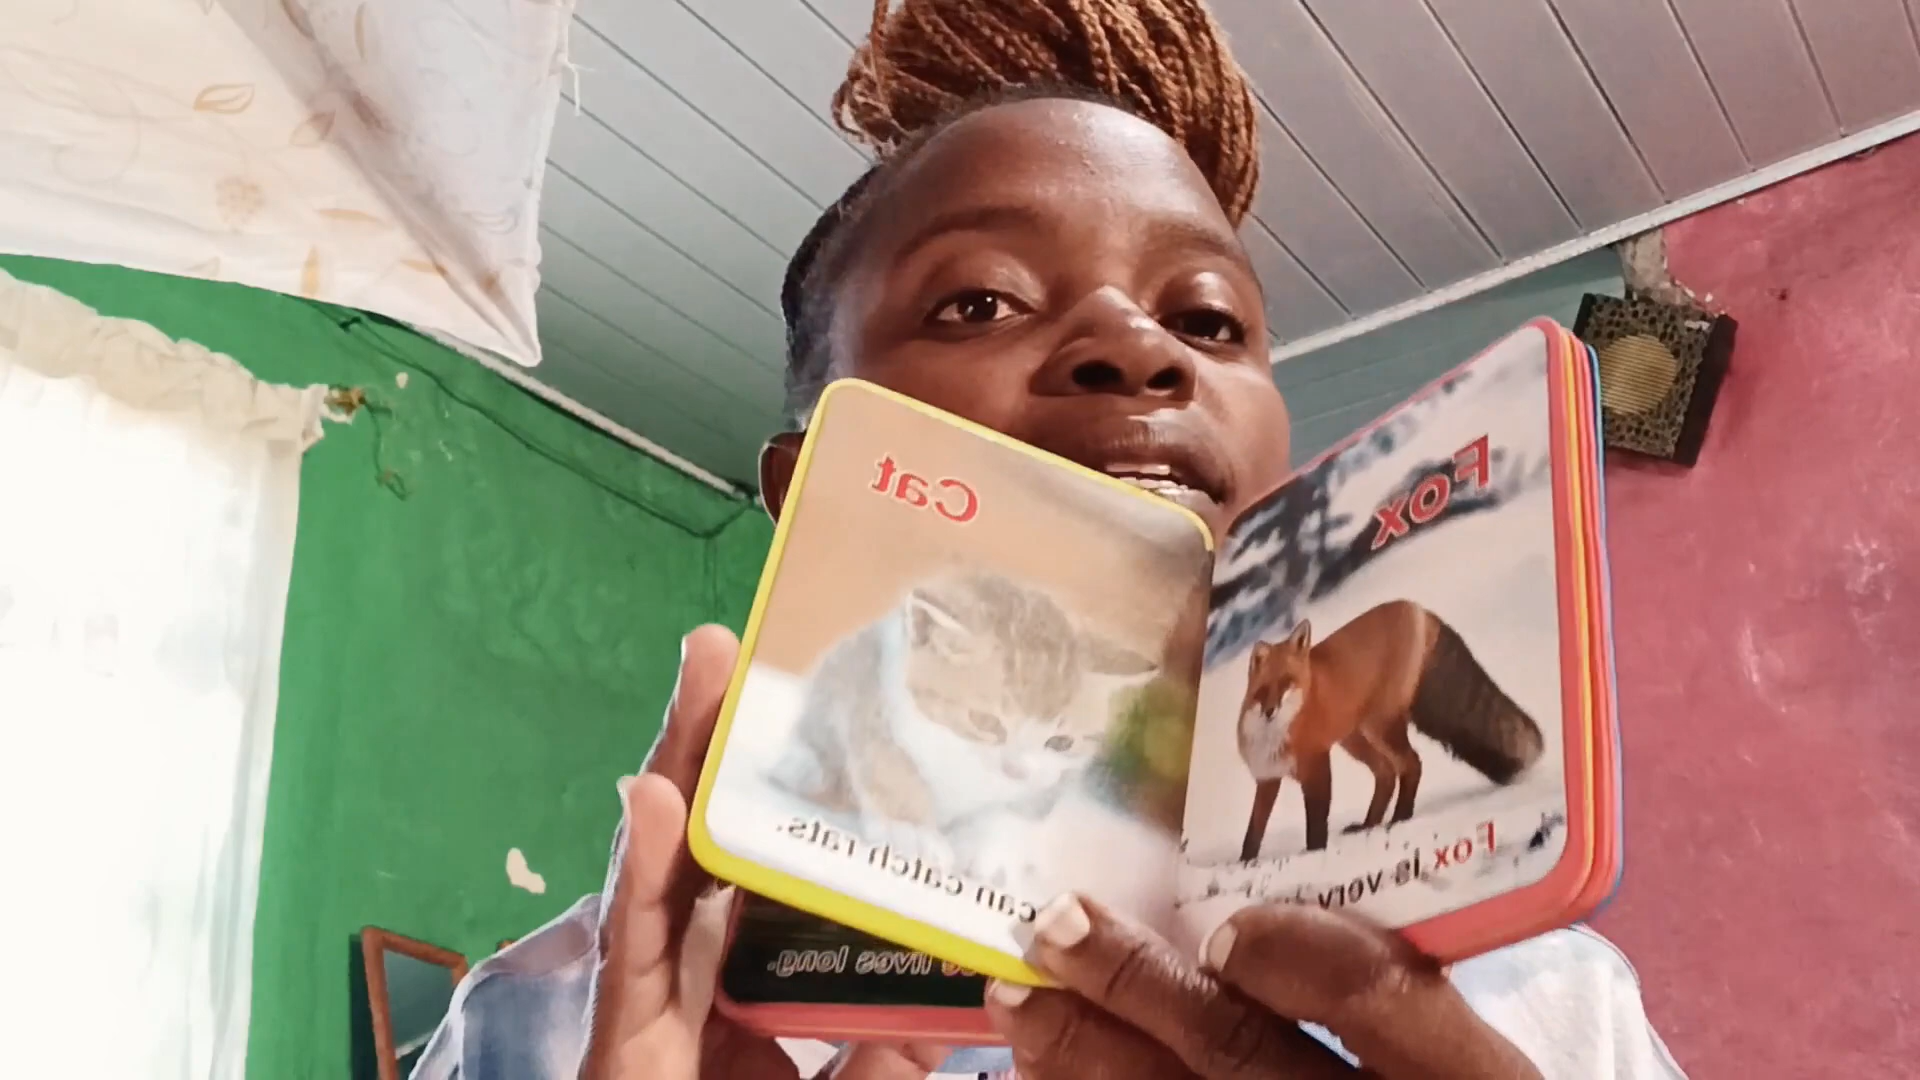 Cat
can catch rats.
lives long.
Fox
Fox is very